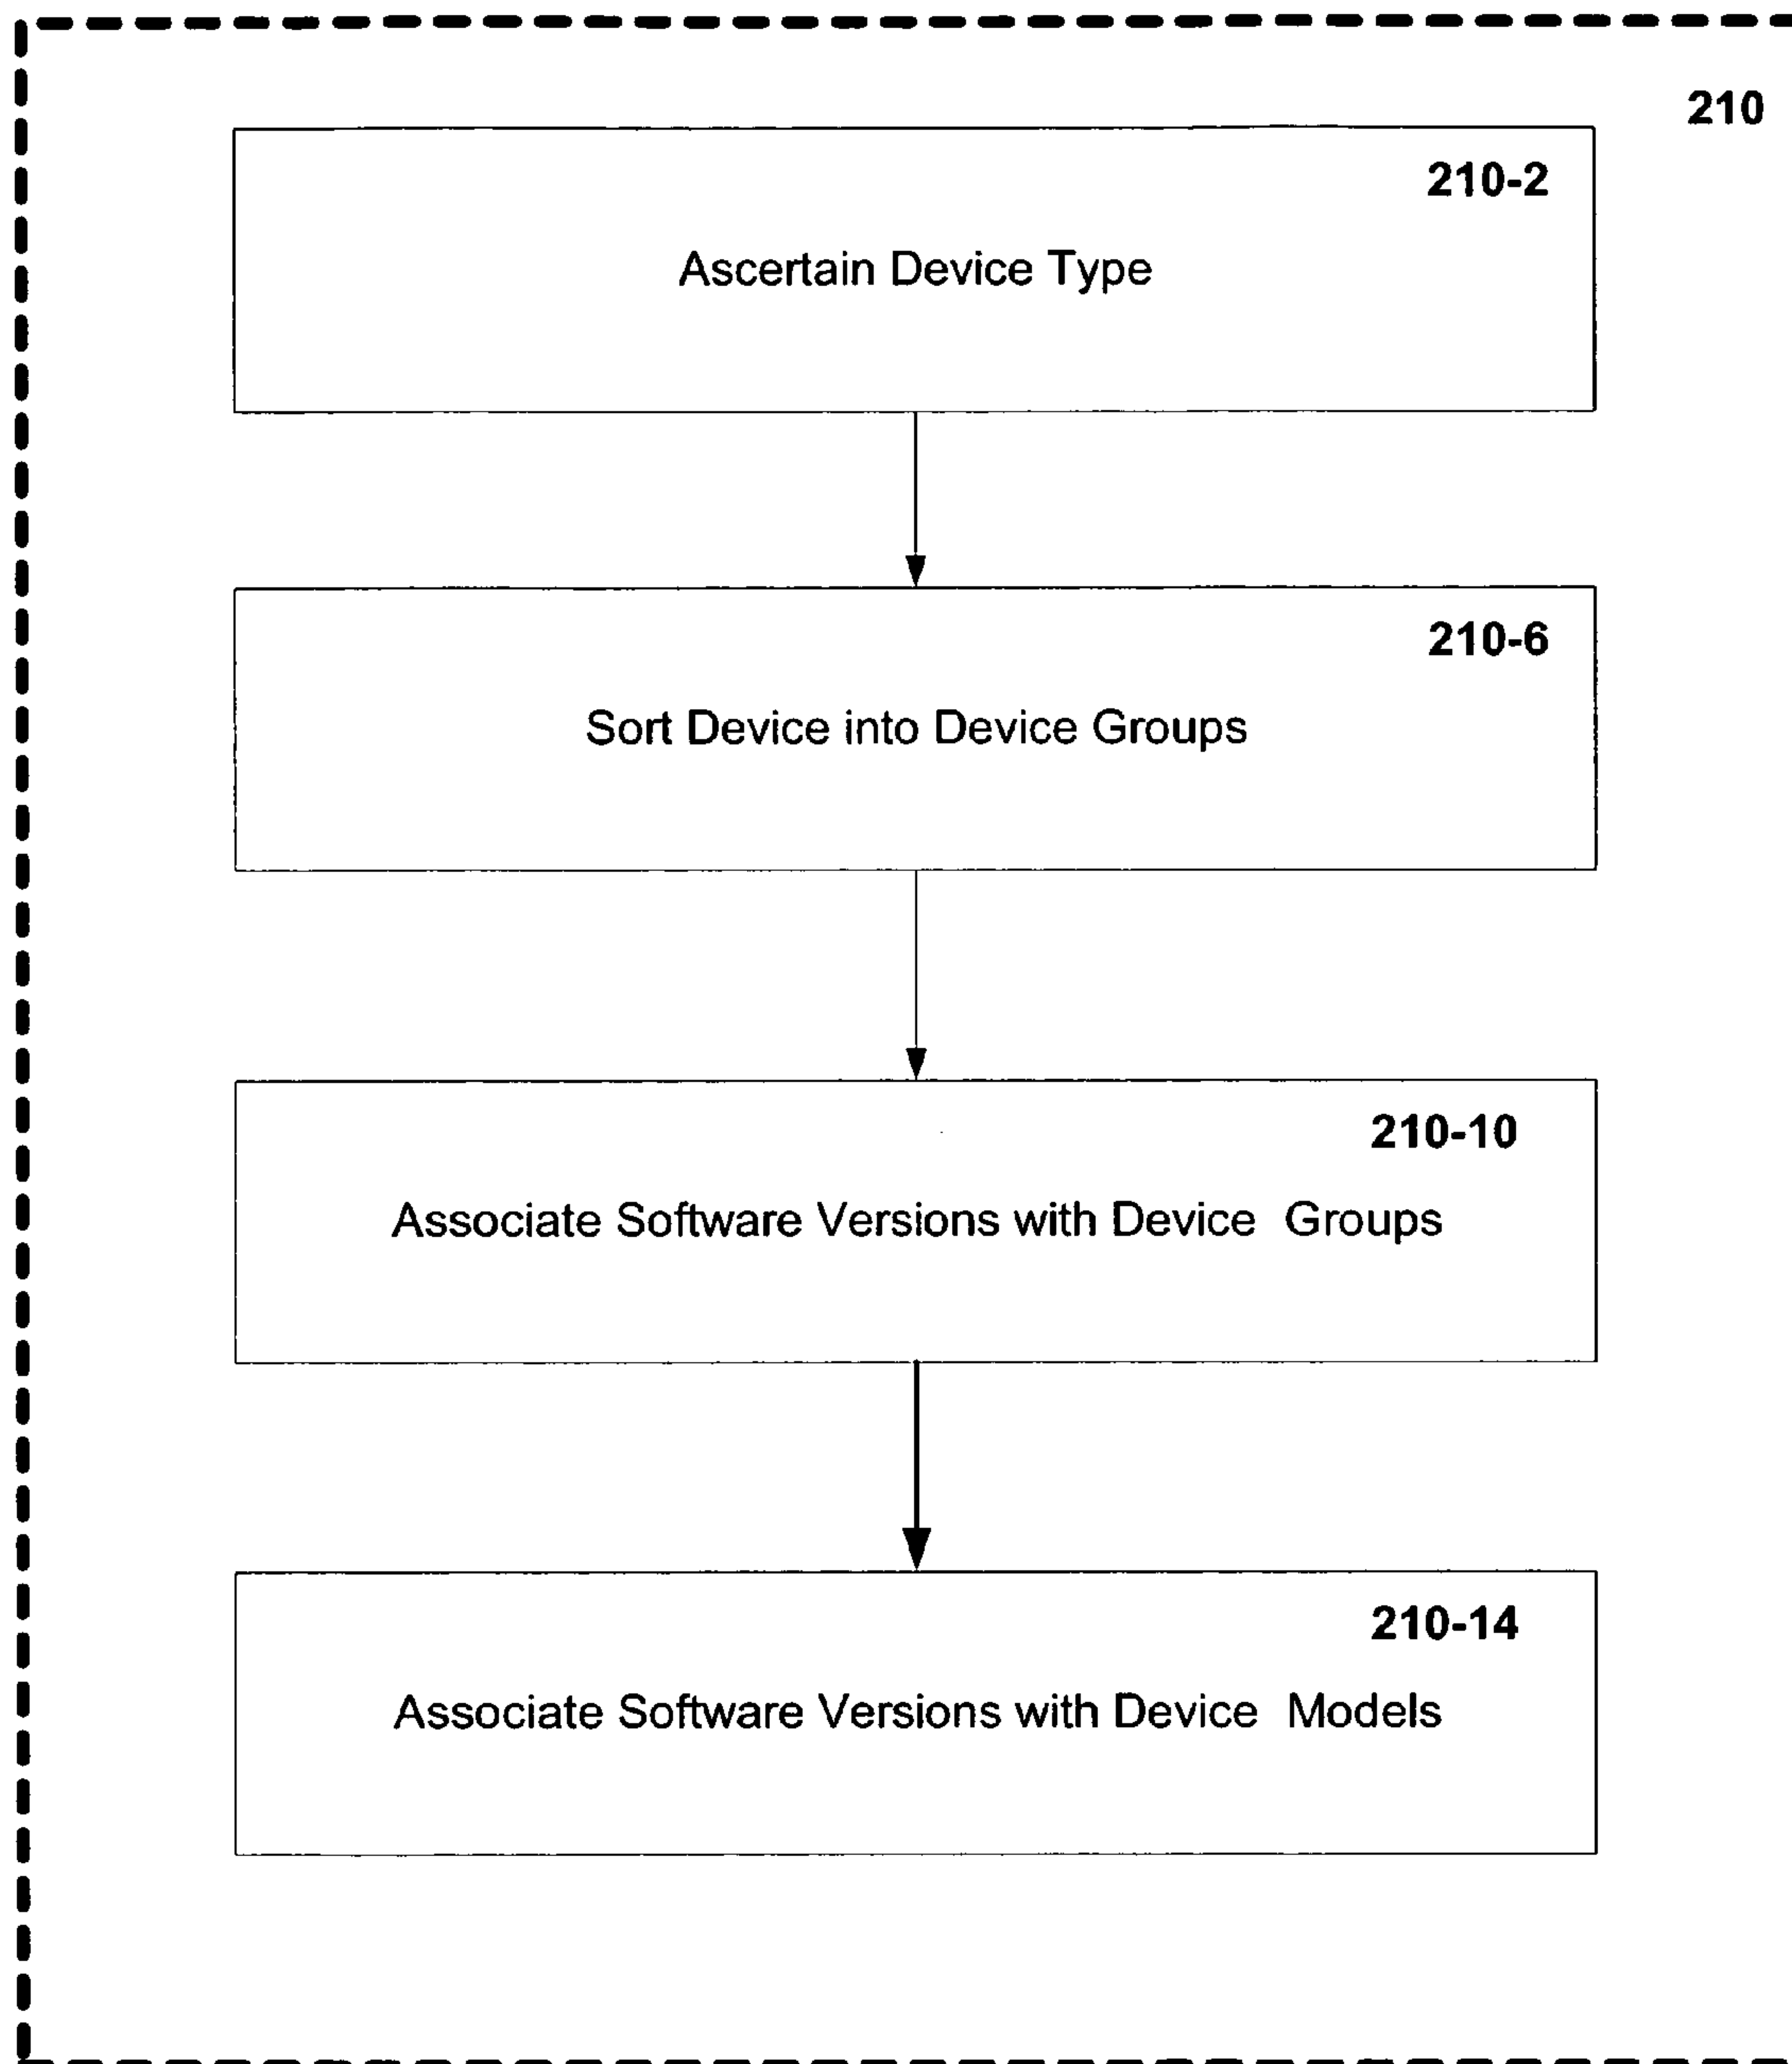 210
210-2
Ascertain Device Type
210-6
Sort Device into Device Groups
210-10
Associate Software Versions with Device Groups
210-14
Associate Software Versions with Device Models